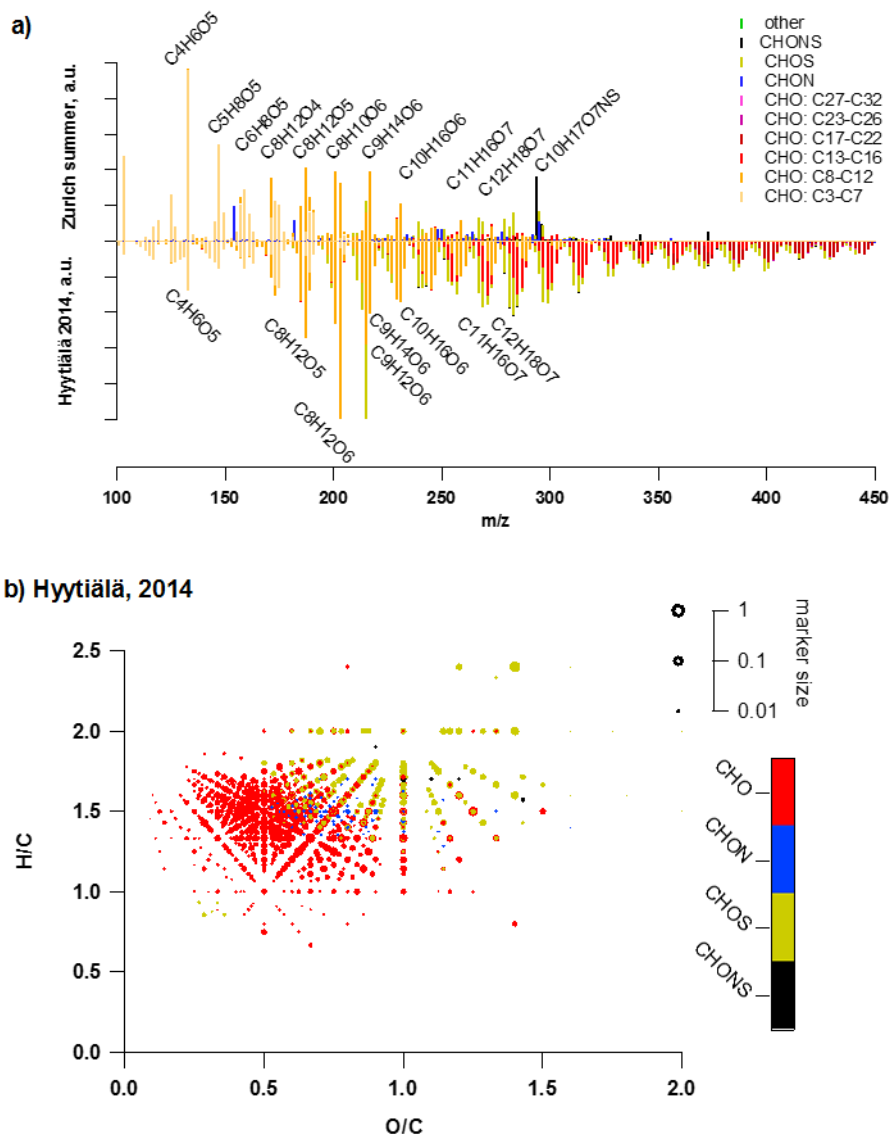 a)
Zurich summer, a.u.
Hyytiälä 2014, a.u.
C4H6O5
C5H8O5
C6H8O5
C8H12O4
C8H12O5
C8H10O6
C9H14O6
C10H16O6
C11H16O7
C12H18O7
C10H17O7NS
other
CHONS
CHOS
CHON
CHO: C27-C32
CHO: C23-C26
CHO: C17-C22
CHO: C13-C16
CHO: C8-C12
CHO: C3-C7
C4H6O5
C8H12O5
C8H12O6
C9H14O6
C9H12O6
C10H16O6
C11H16O7
C12H18O7
100 150 200 250 300 350 400 450
m/z
b) Hyytiälä, 2014
1
0.1
0.01
marker size
2.5
2.0
1.5
1.0
0.5
0.0
H/C
0.0 0.5 1.0 1.5 2.0
O/C
CHO
CHON
CHOS
CHONS